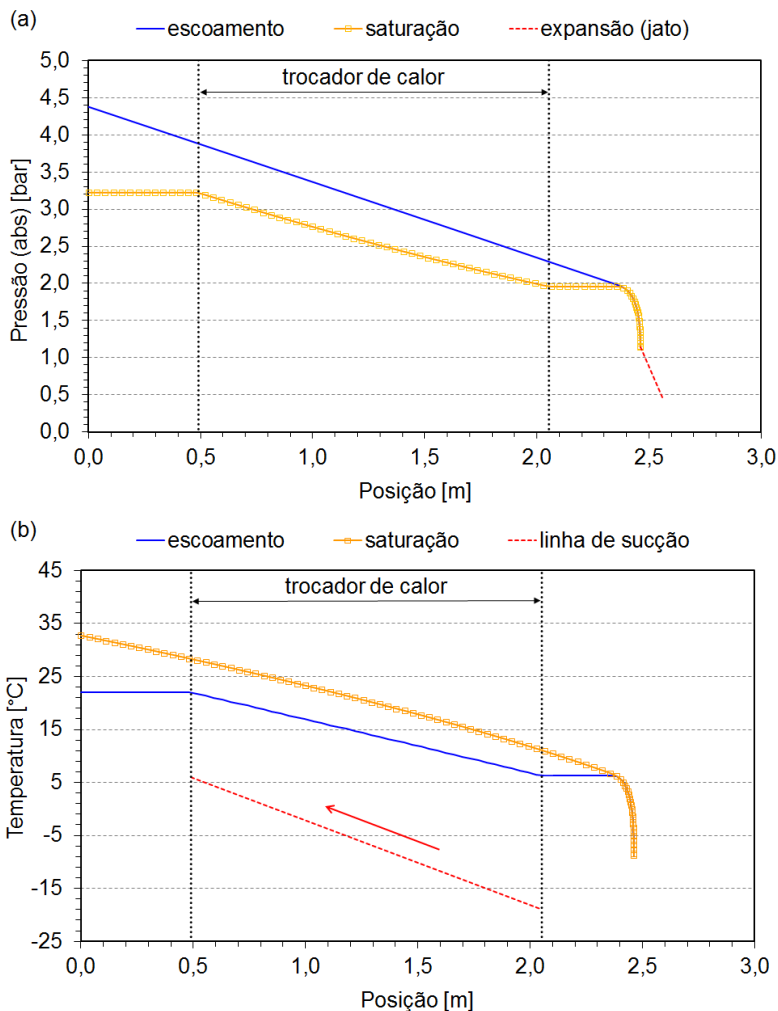 (a)
escoamento saturação expansão (jato)
trocador de calor
5,0
4,5
4,0
3,5
3,0
2,5
2,0
1,5
1,0
0,5
0,0
Pressão (abs) [bar]
0,0 0,5 1,0 1,5 2,0 2,5 3,0
Posição [m]
(b)
escoamento saturação linha de sucção
trocador de calor
45
35
25
15
5
-5
-15
-25
Temperatura [°C]
0,0 0,5 1,0 1,5 2,0 2,5 3,0
Posição [m]